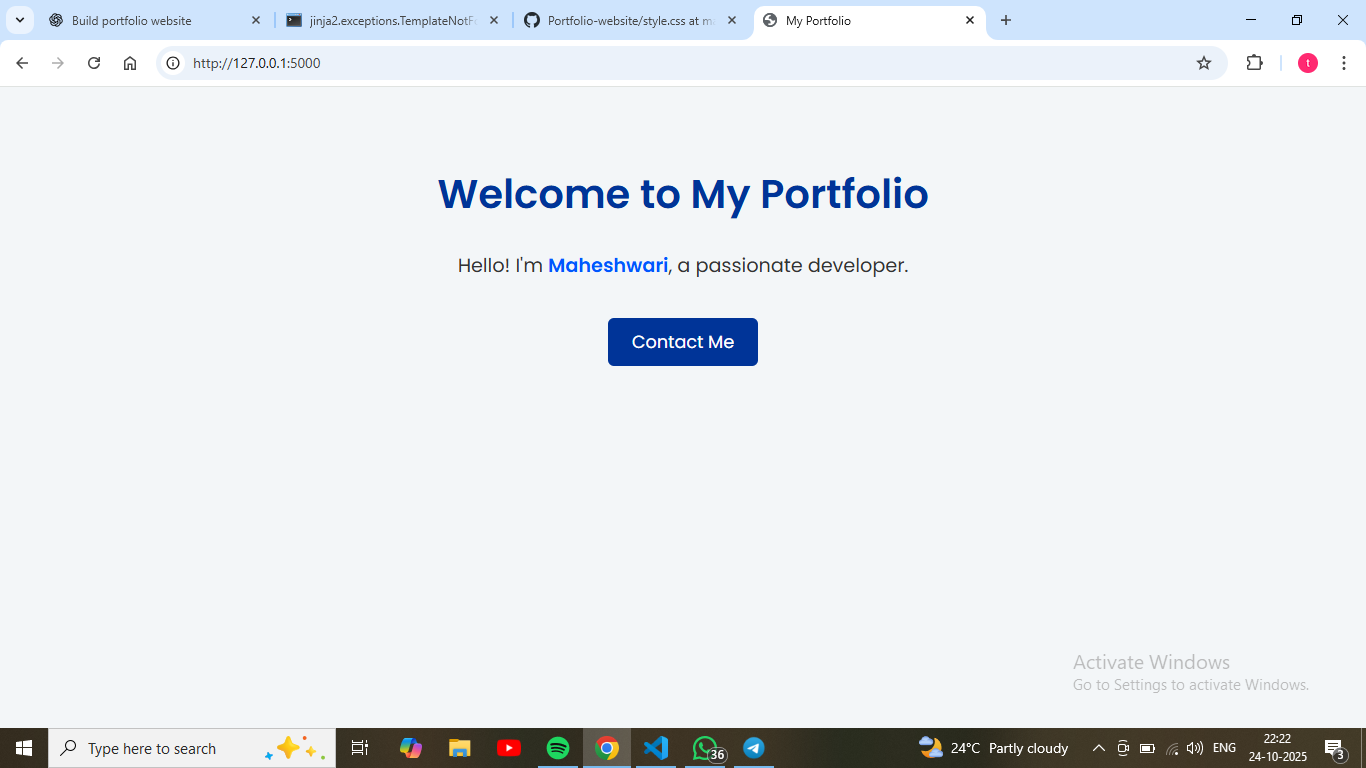 Build portfolio website
jinja2.exceptions.TemplateNotFo
Portfolio-website/style.css at ma
My Portfolio
http://127.0.0.1:5000
t
Welcome to My Portfolio
Hello! I'm Maheshwari, a passionate developer.
Contact Me
Activate Windows
Go to Settings to activate Windows.
Type here to search
36
24°C Partly cloudy
ENG
22:22
24-10-2025
3